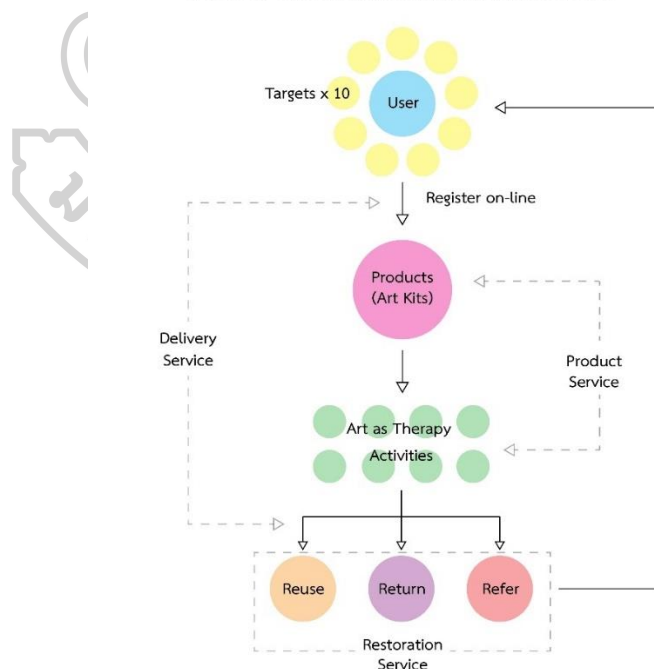 Targets x 10
User
Register on-line
Products
(Art Kits)
Delivery
Service
Product
Service
Art as Therapy
Activities
Reuse
Return
Refer
Restoration
Service